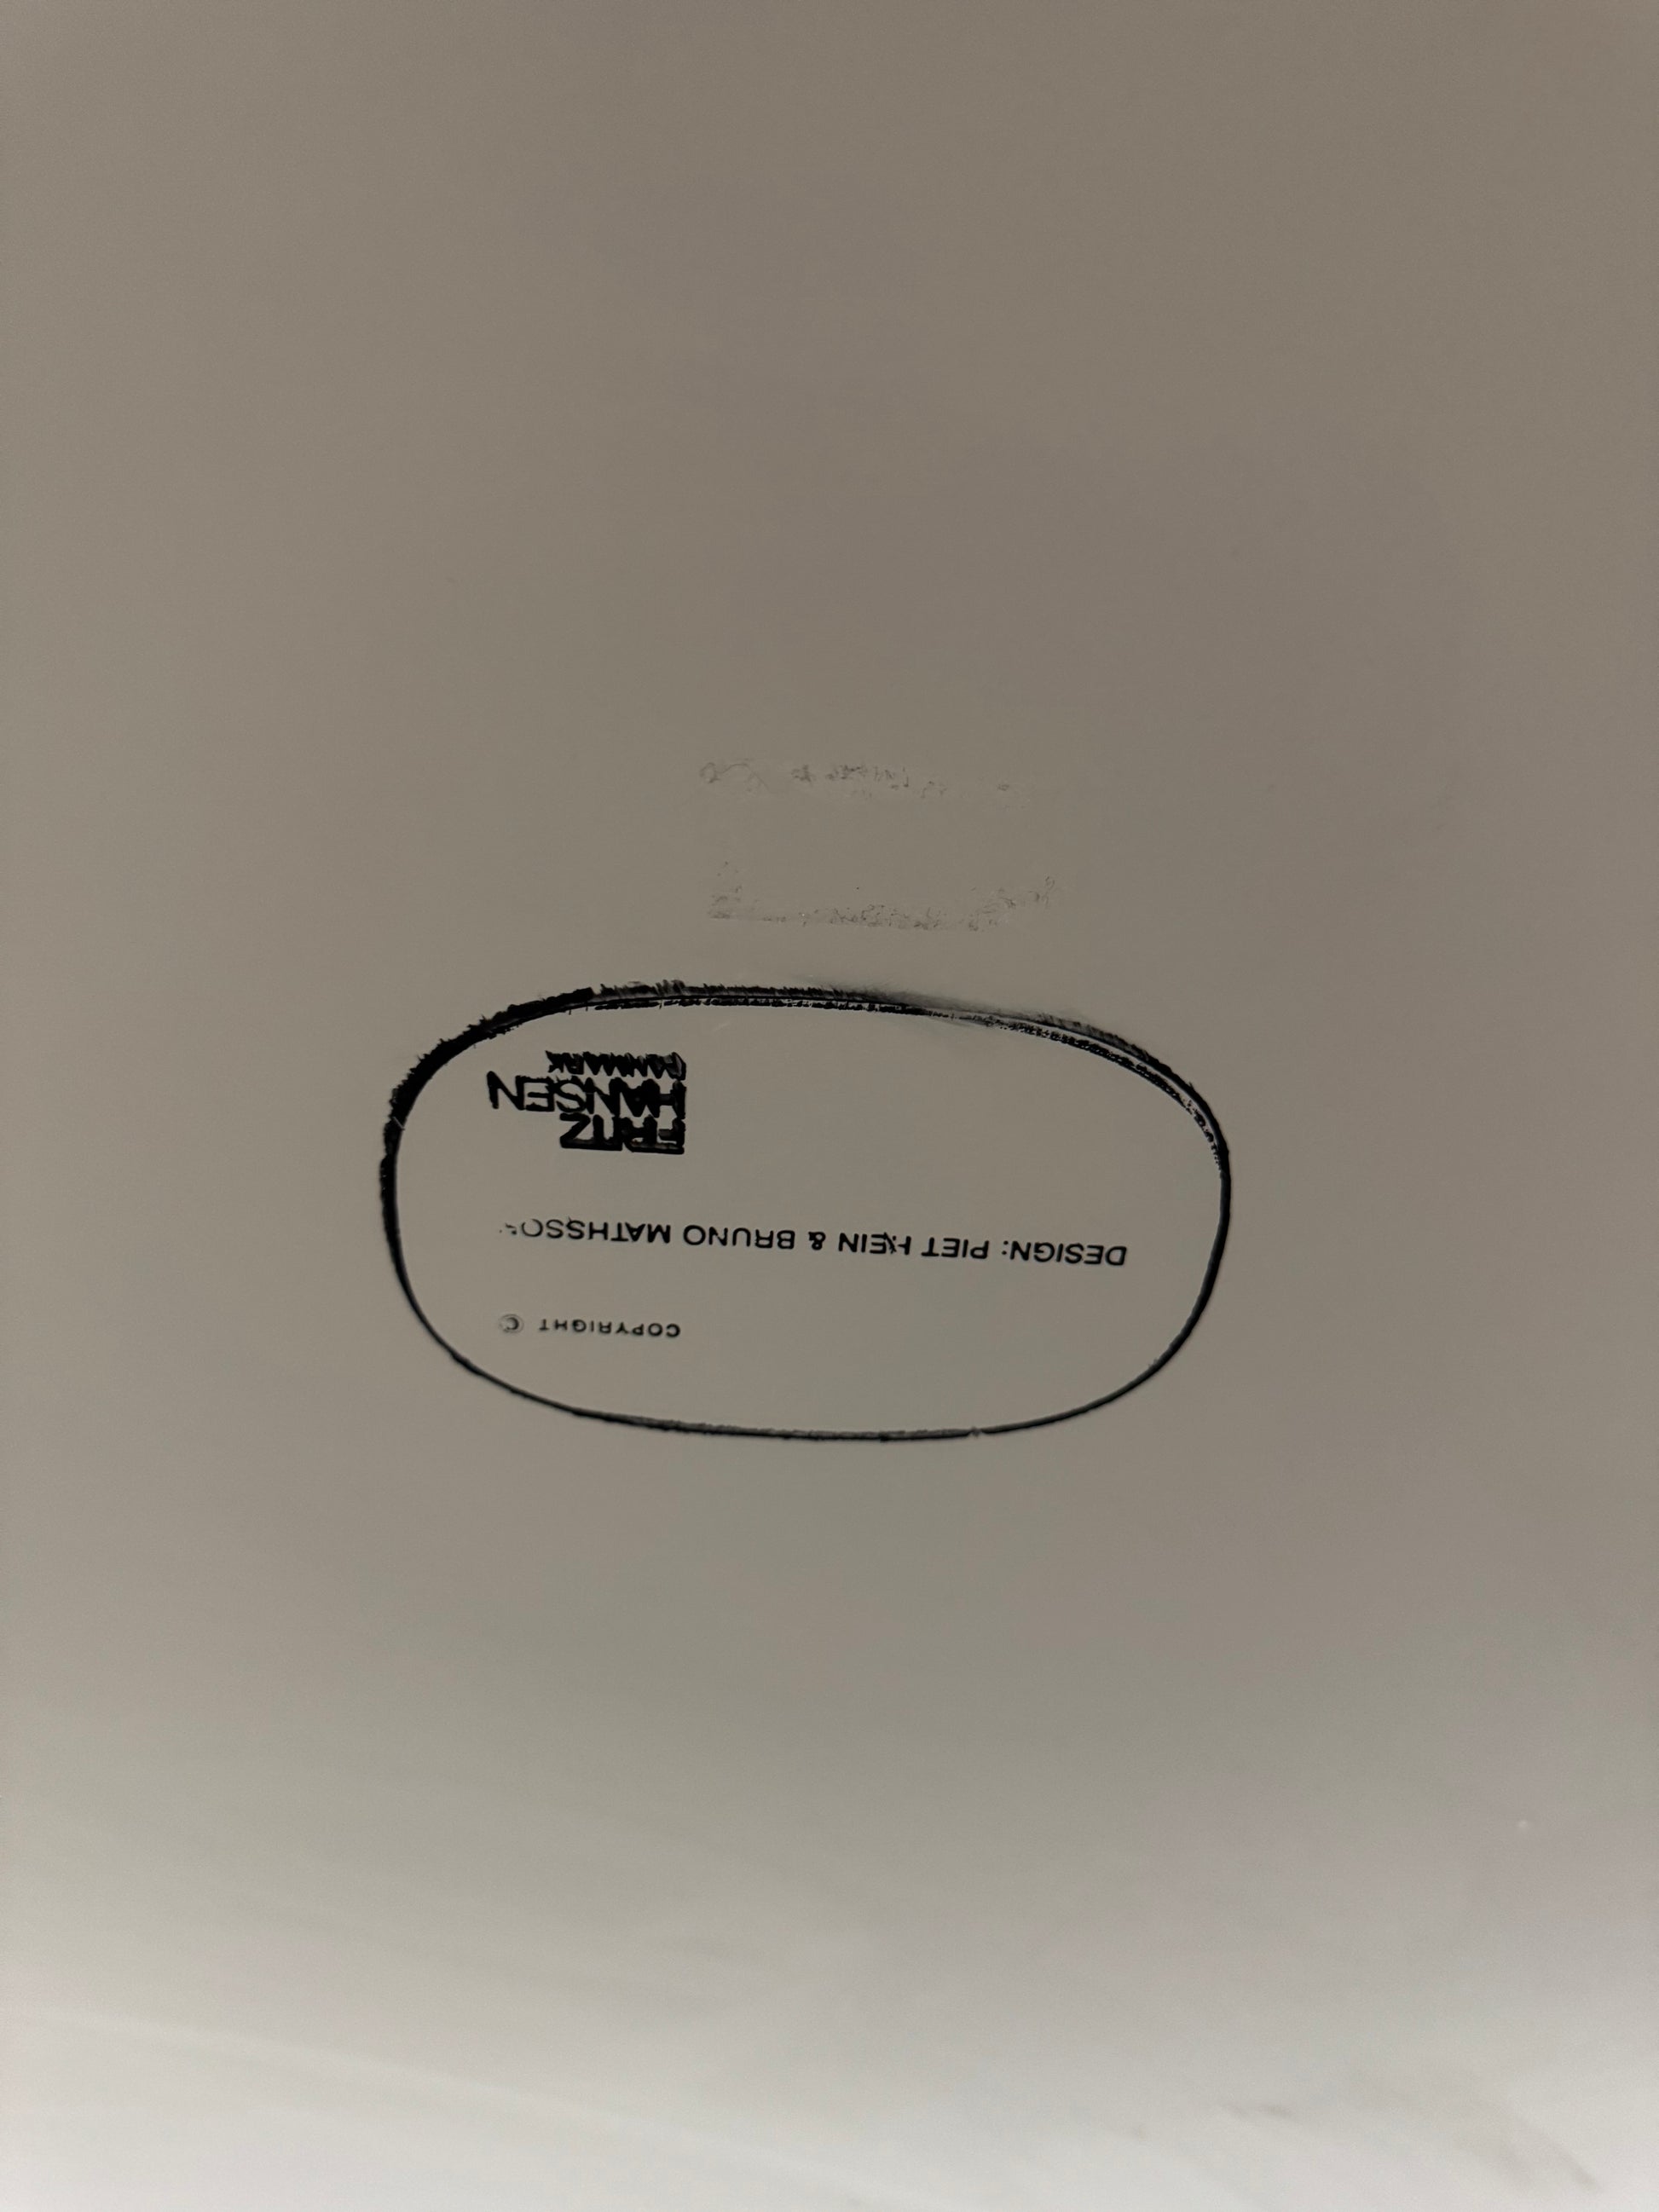 COPYRIGHT ©
DESIGN: PIET HEIN & BRUNO MATHSSON
FRITZ
HANSEN
DANMARK